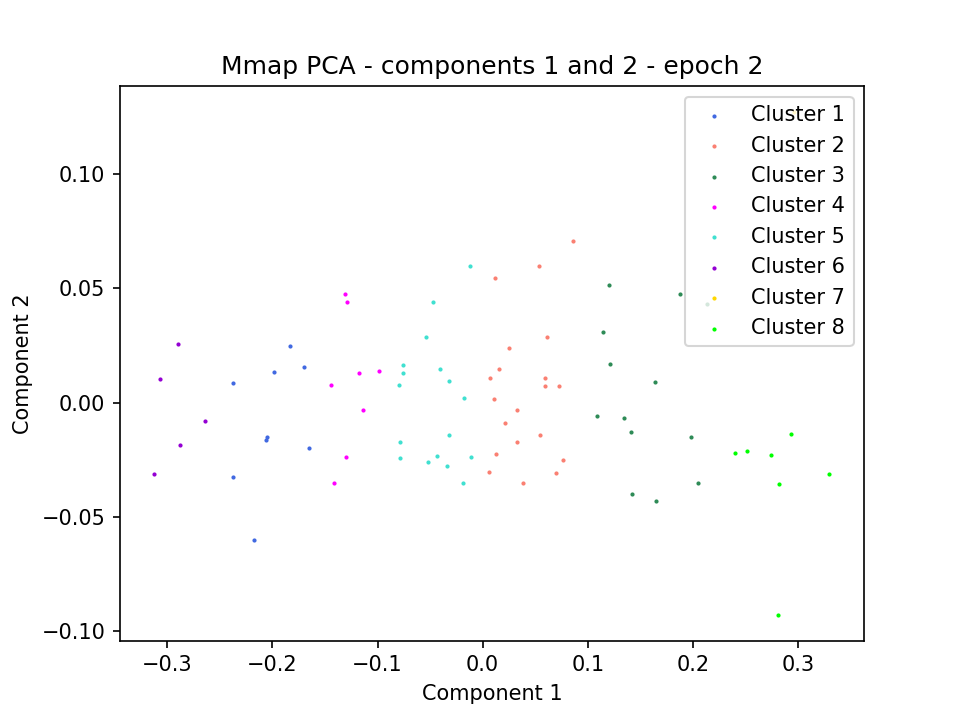 Mmap PCA - components 1 and 2 - epoch 2
Cluster 1
Cluster 2
Cluster 3
Cluster 4
Cluster 5
Cluster 6
Cluster 7
Cluster 8
0.10
0.05
0.00
−0.05
−0.10
Component 2
−0.3 −0.2 −0.1 0.0 0.1 0.2 0.3
Component 1